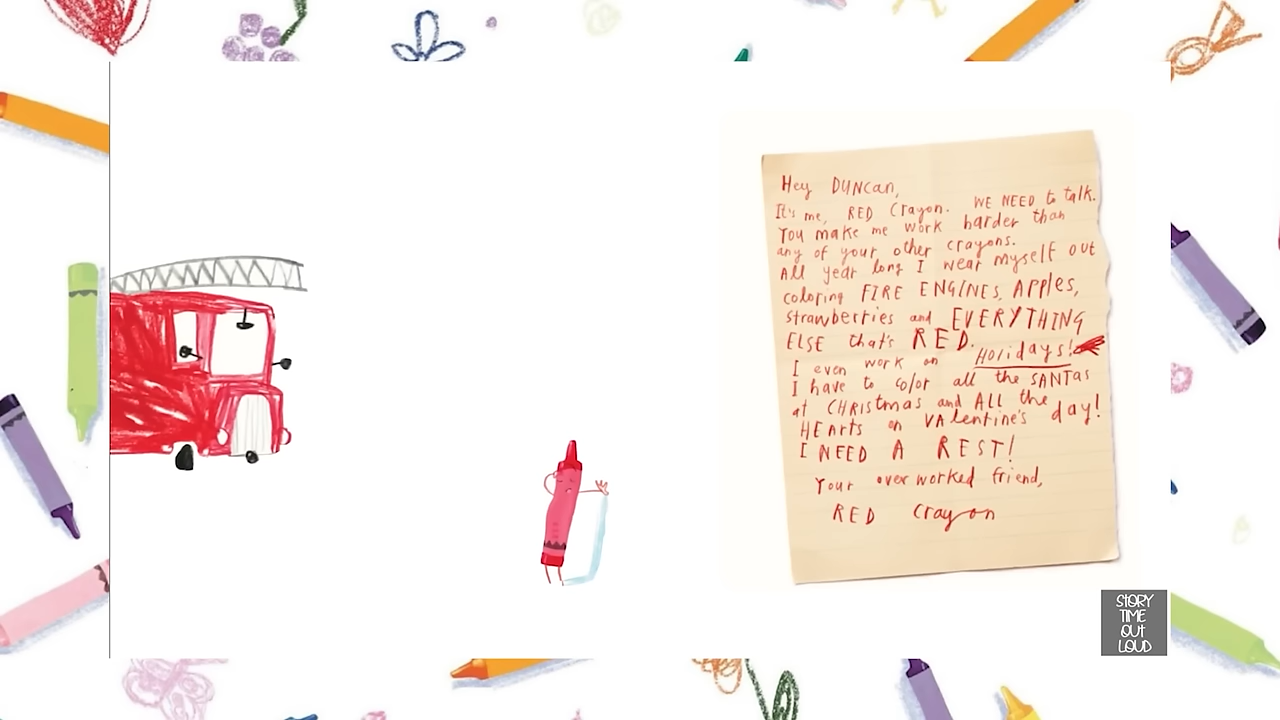 Hey DUNCan,
It's me, RED Crayon. WE NEED to talk.
You make me work harder than
any of your other crayons.
All year long I wear myself out
coloring FIRE ENGINES, APPles,
strawberries and EVERYTHING
ELSE that's RED.
I even work on Holidays!
I have to color all the SANTAs
at CHRistmas and ALL the
HEArts on VAlentine's day!
I NEED A REST!
Your overworked friend,
RED Crayon
STORY
TIME
OUT
LOUD